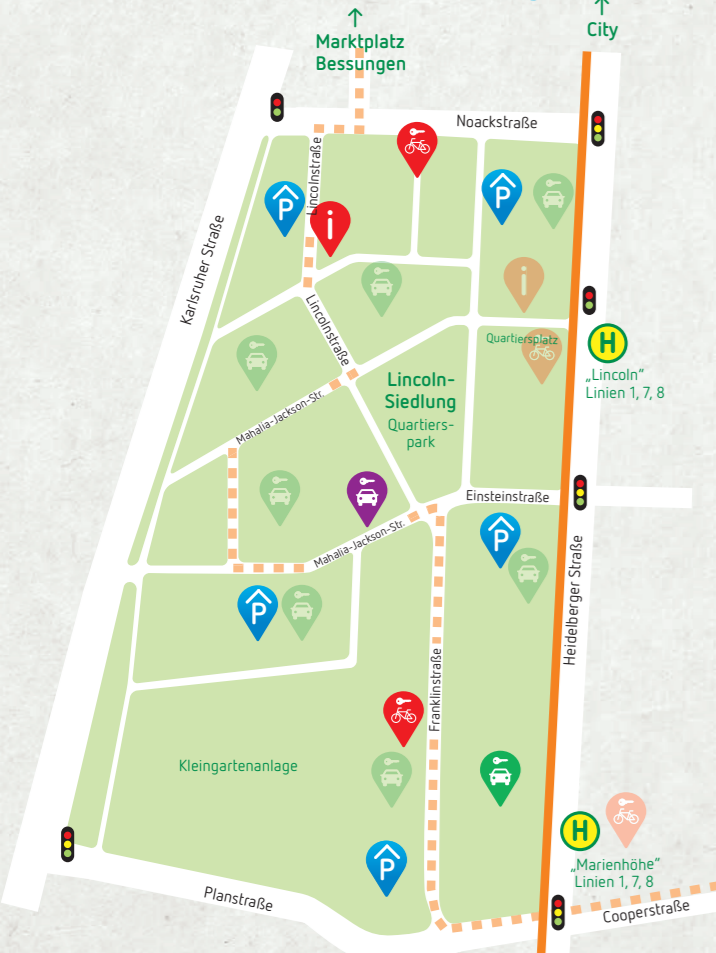 Marktplatz
Bessungen
City
Noackstraße
Lincolnstraße
P
P
i
Karlsruher Straße
i
Lincolnstraße
Quartiersplatz
H
„Lincoln“
Linien 1, 7, 8
Lincoln-
Siedlung
Quartiers-
park
Mahalia-Jackson-Str.
Einsteinstraße
Mahalia-Jackson-Str.
P
Heidelberger Straße
P
Franklinstraße
Kleingartenanlage
H
„Marienhöhe“
Linien 1, 7, 8
P
Planstraße
Cooperstraße